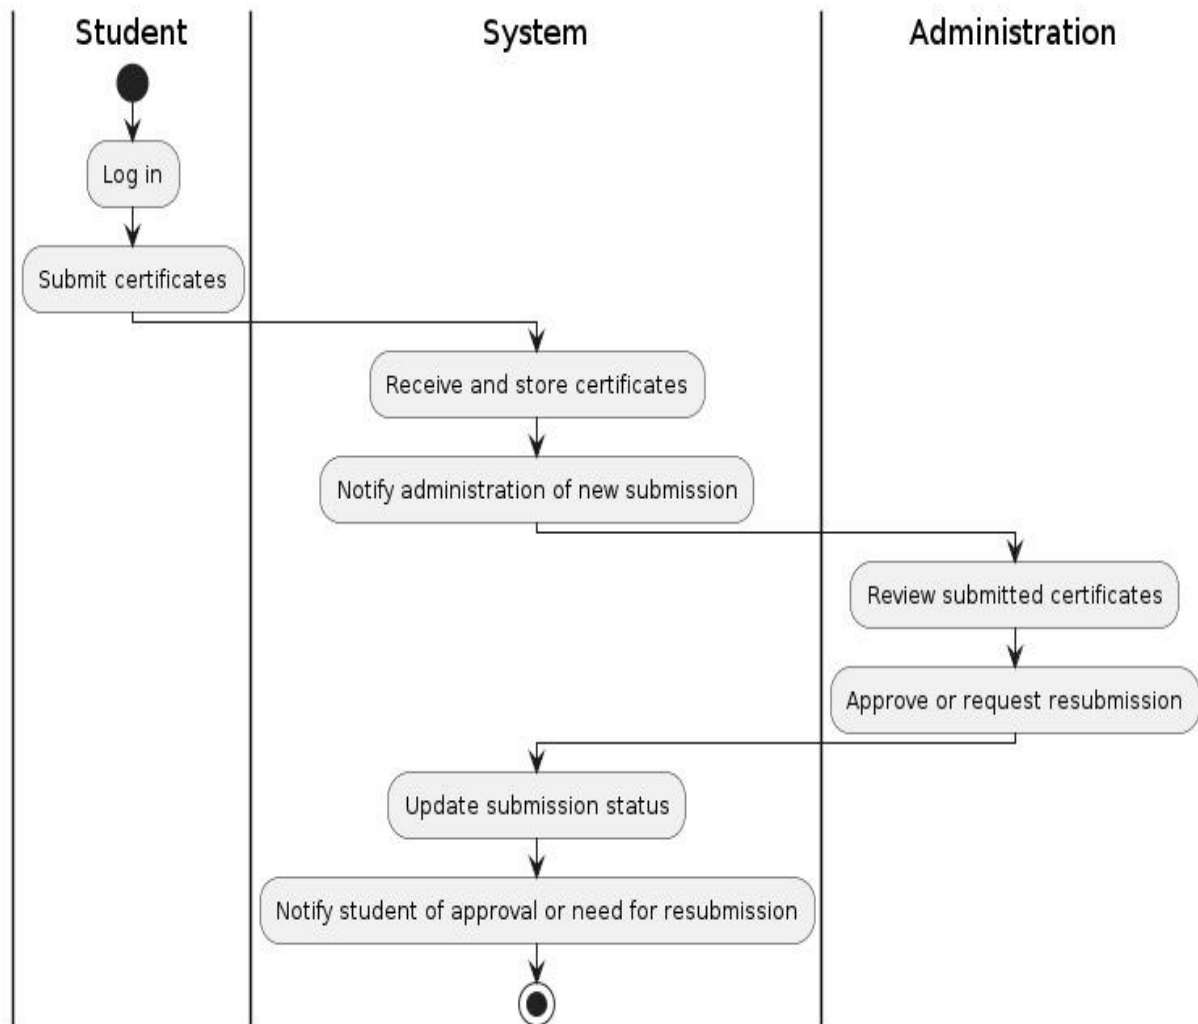 Student
System
Administration
Log in
Submit certificates
Receive and store certificates
Notify administration of new submission
Review submitted certificates
Approve or request resubmission
Update submission status
Notify student of approval or need for resubmission